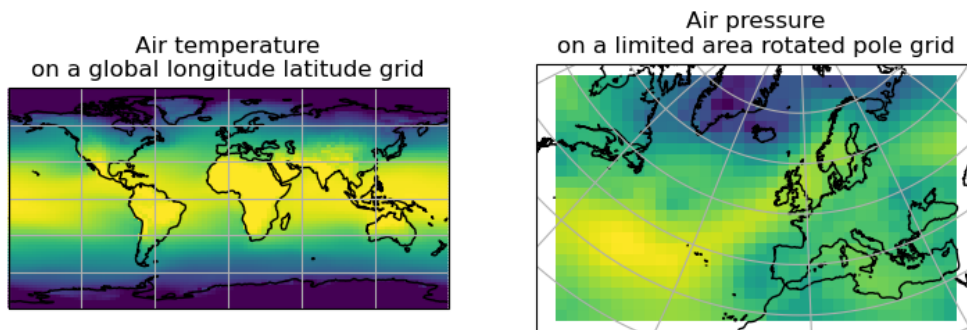 Air temperature
on a global longitude latitude grid
Air pressure
on a limited area rotated pole grid